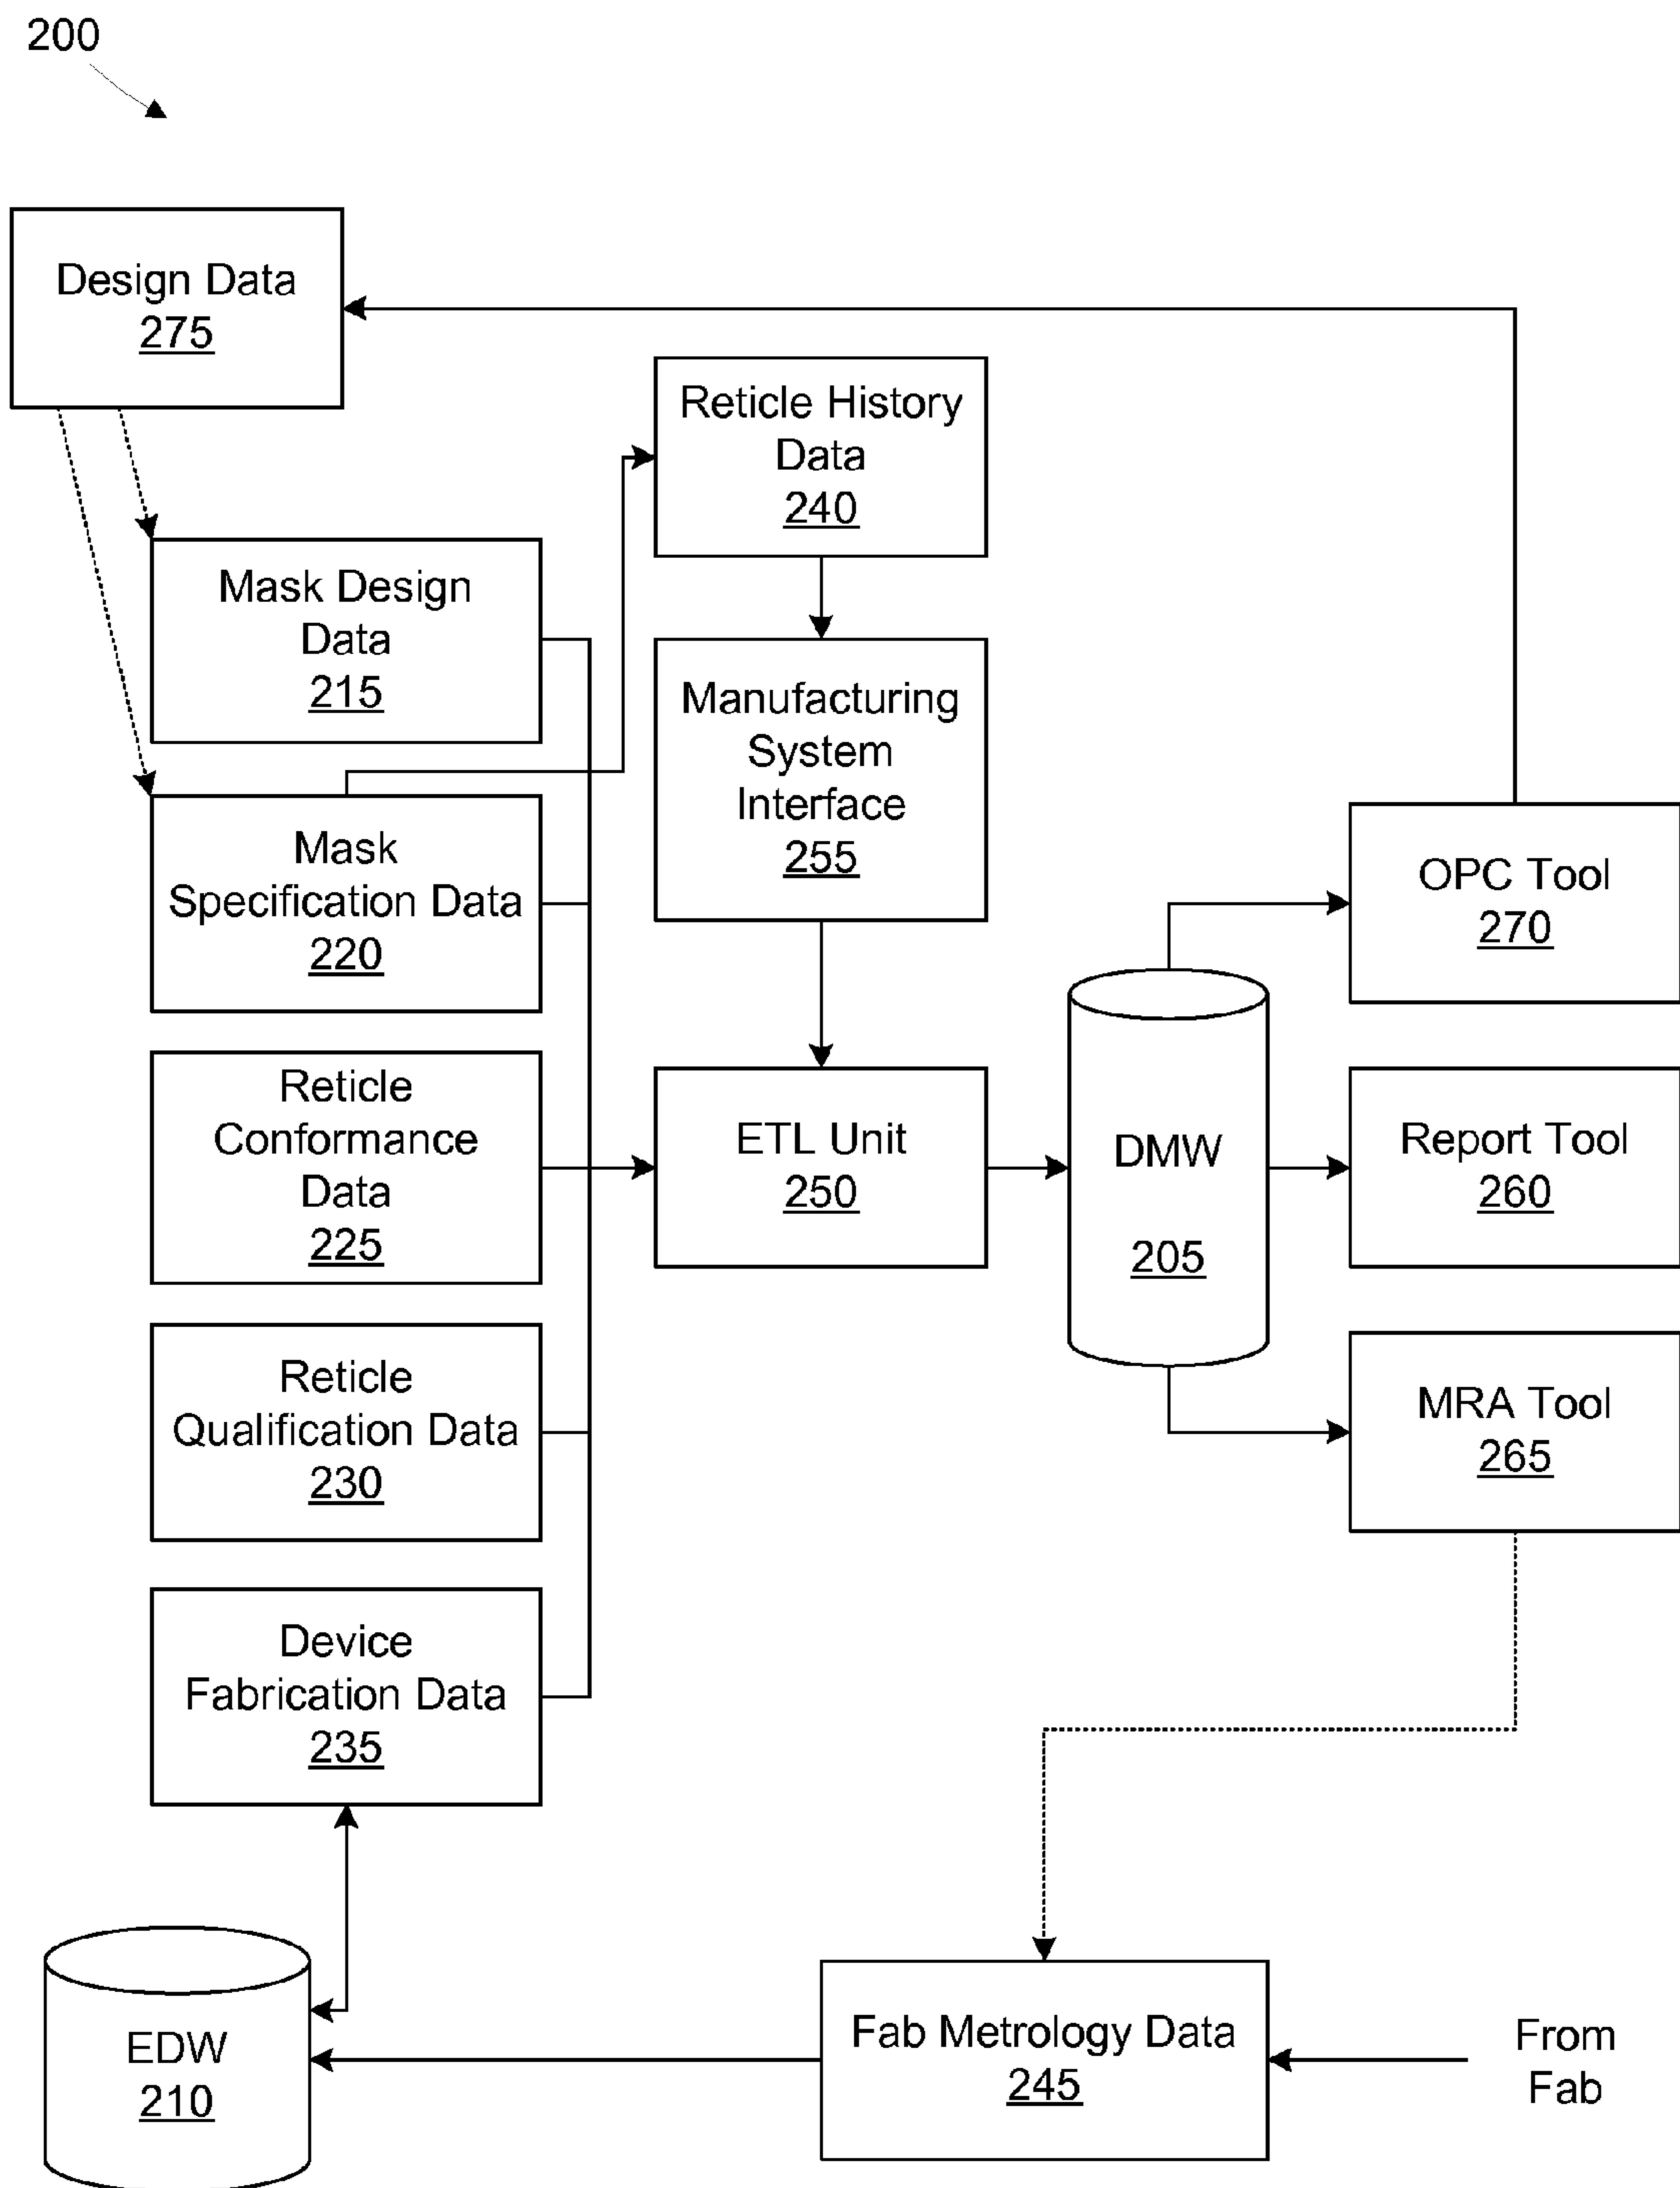 200
Design Data
275
Reticle History
Data
240
Mask Design
Data
215
Manufacturing
System
Interface
255
Mask
Specification Data
220
OPC Tool
270
Reticle
Conformance
Data
225
ETL Unit
250
DMW
205
Report Tool
260
Reticle
Qualification Data
230
MRA Tool
265
Device
Fabrication Data
235
EDW
210
Fab Metrology Data
245
From
Fab